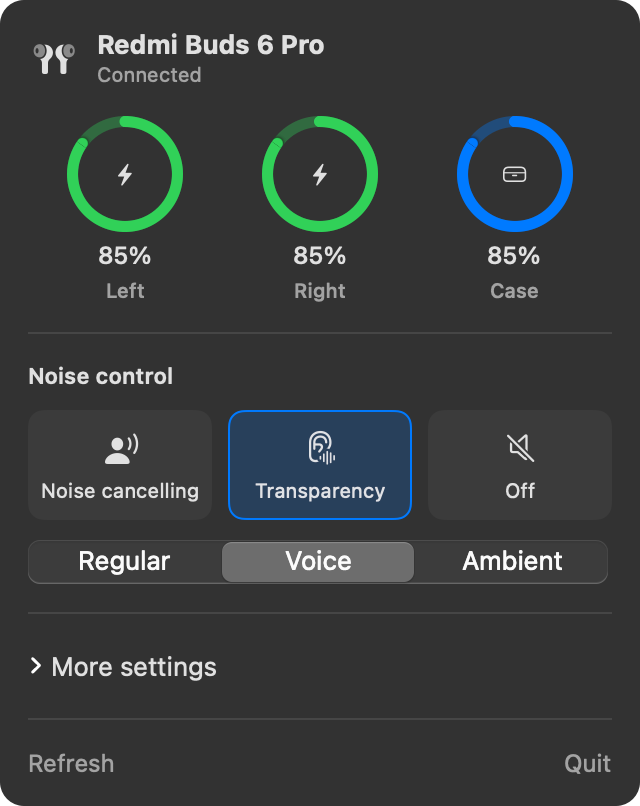 Redmi Buds 6 Pro
Connected
85% 85% 85%
Left Right Case
Noise control
Noise cancelling Transparency Off
Regular Voice Ambient
More settings
Refresh Quit